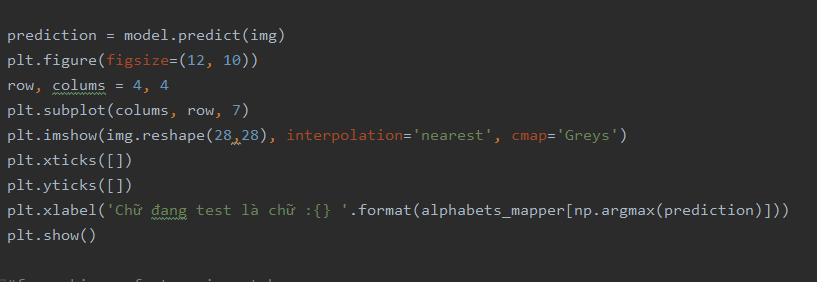 prediction = model.predict(img)
plt.figure(figsize=(12, 10))
row, colums = 4, 4
plt.subplot(colums, row, 7)
plt.imshow(img.reshape(28,28), interpolation='nearest', cmap='Greys')
plt.xticks([])
plt.yticks([])
plt.xlabel('Chữ đang test là chữ :{} '.format(alphabets_mapper[np.argmax(prediction)]))
plt.show()